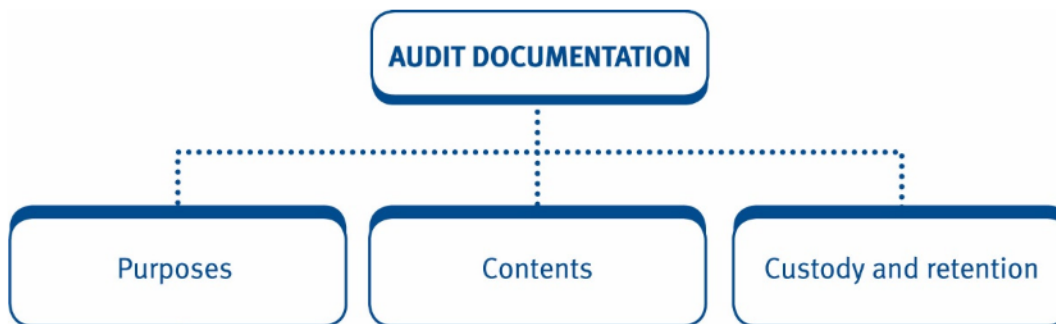 AUDIT DOCUMENTATION
Purposes
Contents
Custody and retention